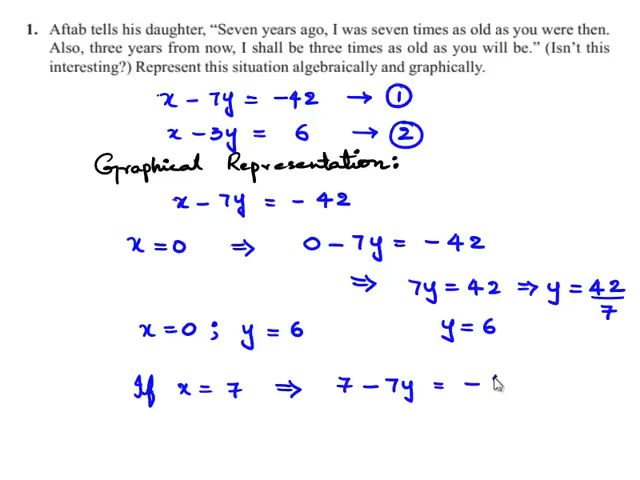 1. Aftab tells his daughter, "Seven years ago, I was seven times as old as you were then.
Also, three years from now, I shall be three times as old as you will be." (Isn't this
interesting?) Represent this situation algebraically and graphically.
x - 7y = -42 → ①
x - 3y = 6 → ②
Graphical Representation:
x - 7y = - 42
x = 0 ⇒ 0 - 7y = - 42
⇒ 7y = 42 ⇒ y = 42/7
x = 0 ; y = 6 y = 6
If x = 7 ⇒ 7 - 7y = -